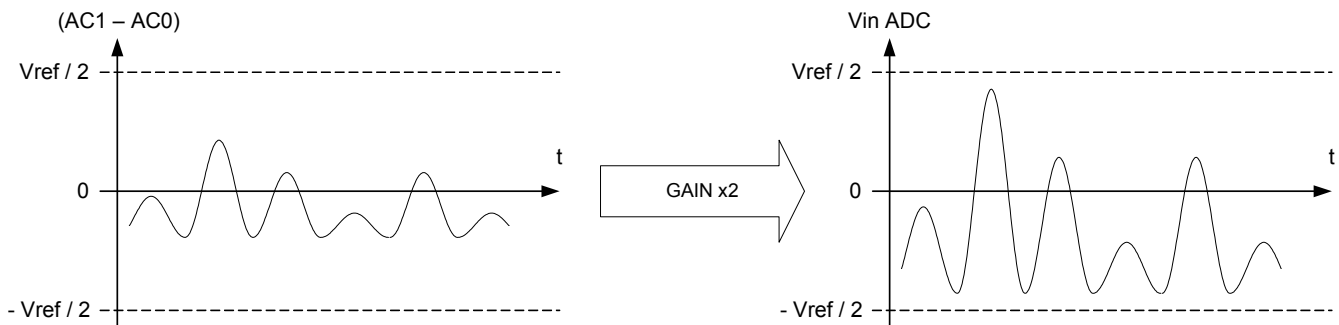 (AC1 – AC0)
Vref / 2
t
0
- Vref / 2
GAIN x2
Vin ADC
Vref / 2
t
0
- Vref / 2